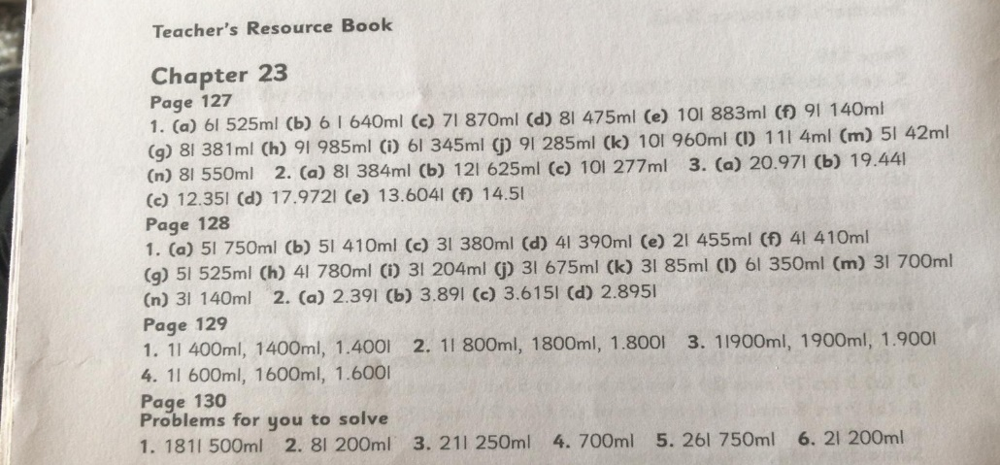 Teacher's Resource Book
Chapter 23
Page 127
1. (a) 6l 525ml (b) 6 l 640ml (c) 7l 870ml (d) 8l 475ml (e) 10l 883ml (f) 9l 140ml
(g) 8l 381ml (h) 9l 985ml (i) 6l 345ml (j) 9l 285ml (k) 10l 960ml (l) 11l 4ml (m) 5l 42ml
(n) 8l 550ml 2. (a) 8l 384ml (b) 12l 625ml (c) 10l 277ml 3. (a) 20.97l (b) 19.44l
(c) 12.35l (d) 17.972l (e) 13.604l (f) 14.5l
Page 128
1. (a) 5l 750ml (b) 5l 410ml (c) 3l 380ml (d) 4l 390ml (e) 2l 455ml (f) 4l 410ml
(g) 5l 525ml (h) 4l 780ml (i) 3l 204ml (j) 3l 675ml (k) 3l 85ml (l) 6l 350ml (m) 3l 700ml
(n) 3l 140ml 2. (a) 2.39l (b) 3.89l (c) 3.615l (d) 2.895l
Page 129
1. 1l 400ml, 1400ml, 1.400l 2. 1l 800ml, 1800ml, 1.800l 3. 1l900ml, 1900ml, 1.900l
4. 1l 600ml, 1600ml, 1.600l
Page 130
Problems for you to solve
1. 181l 500ml 2. 8l 200ml 3. 21l 250ml 4. 700ml 5. 26l 750ml 6. 2l 200ml